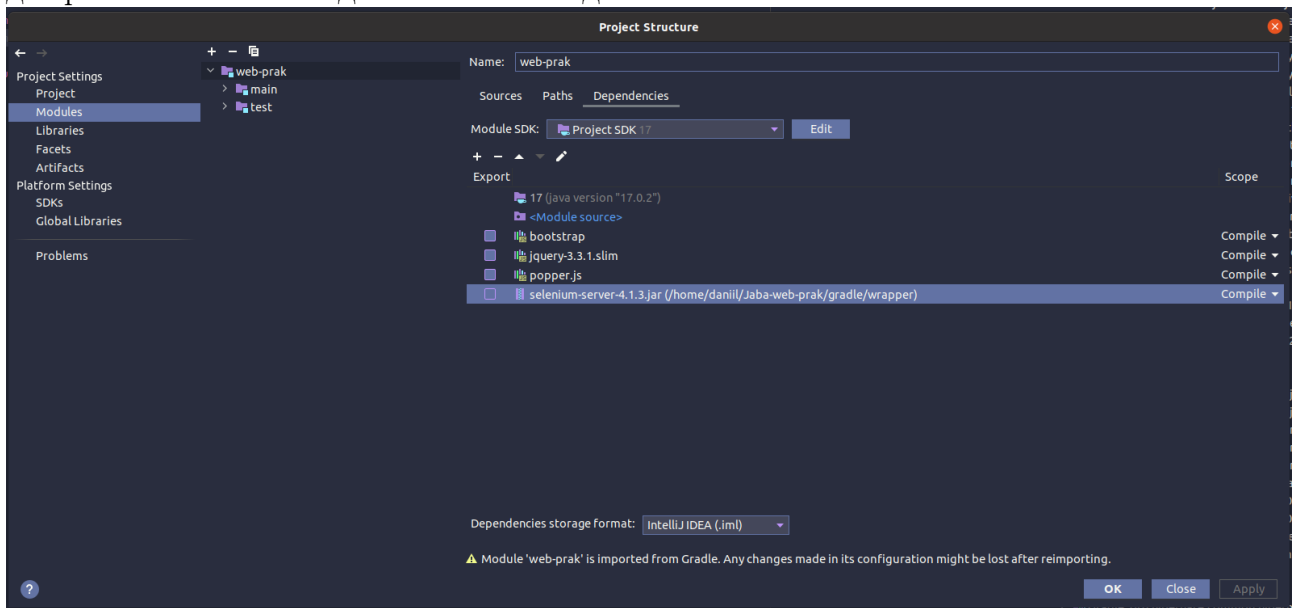 Project Structure
Project Settings
Project
Modules
Libraries
Facets
Artifacts
Platform Settings
SDKs
Global Libraries
Problems
web-prak
main
test
Name: web-prak
Sources Paths Dependencies
Module SDK: Project SDK 17 Edit
Export Scope
17 (java version "17.0.2")
<Module source>
bootstrap Compile
jquery-3.3.1.slim Compile
popper.js Compile
selenium-server-4.1.3.jar (/home/daniil/Jaba-web-prak/gradle/wrapper) Compile
Dependencies storage format: IntelliJ IDEA (.iml)
Module 'web-prak' is imported from Gradle. Any changes made in its configuration might be lost after reimporting.
? OK Close Apply